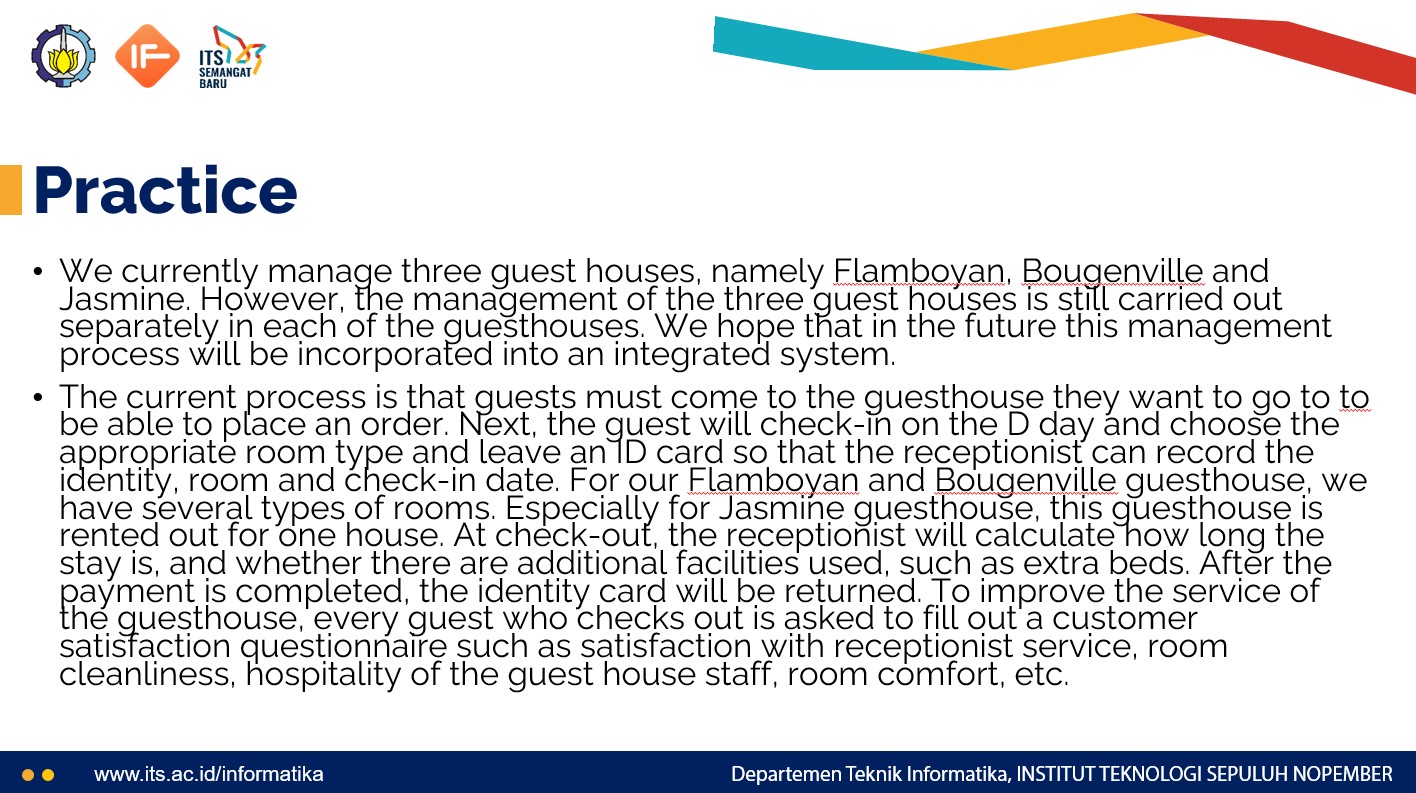 IF
ITS
SEMANGAT
BARU
Practice
• We currently manage three guest houses, namely Flamboyan, Bougenville and
Jasmine. However, the management of the three guest houses is still carried out
separately in each of the guesthouses. We hope that in the future this management
process will be incorporated into an integrated system.
• The current process is that guests must come to the guesthouse they want to go to to
be able to place an order. Next, the guest will check-in on the D day and choose the
appropriate room type and leave an ID card so that the receptionist can record the
identity, room and check-in date. For our Flamboyan and Bougenville guesthouse, we
have several types of rooms. Especially for Jasmine guesthouse, this guesthouse is
rented out for one house. At check-out, the receptionist will calculate how long the
stay is, and whether there are additional facilities used, such as extra beds. After the
payment is completed, the identity card will be returned. To improve the service of
the guesthouse, every guest who checks out is asked to fill out a customer
satisfaction questionnaire such as satisfaction with receptionist service, room
cleanliness, hospitality of the guest house staff, room comfort, etc.
www.its.ac.id/informatika
Departemen Teknik Informatika, INSTITUT TEKNOLOGI SEPULUH NOPEMBER